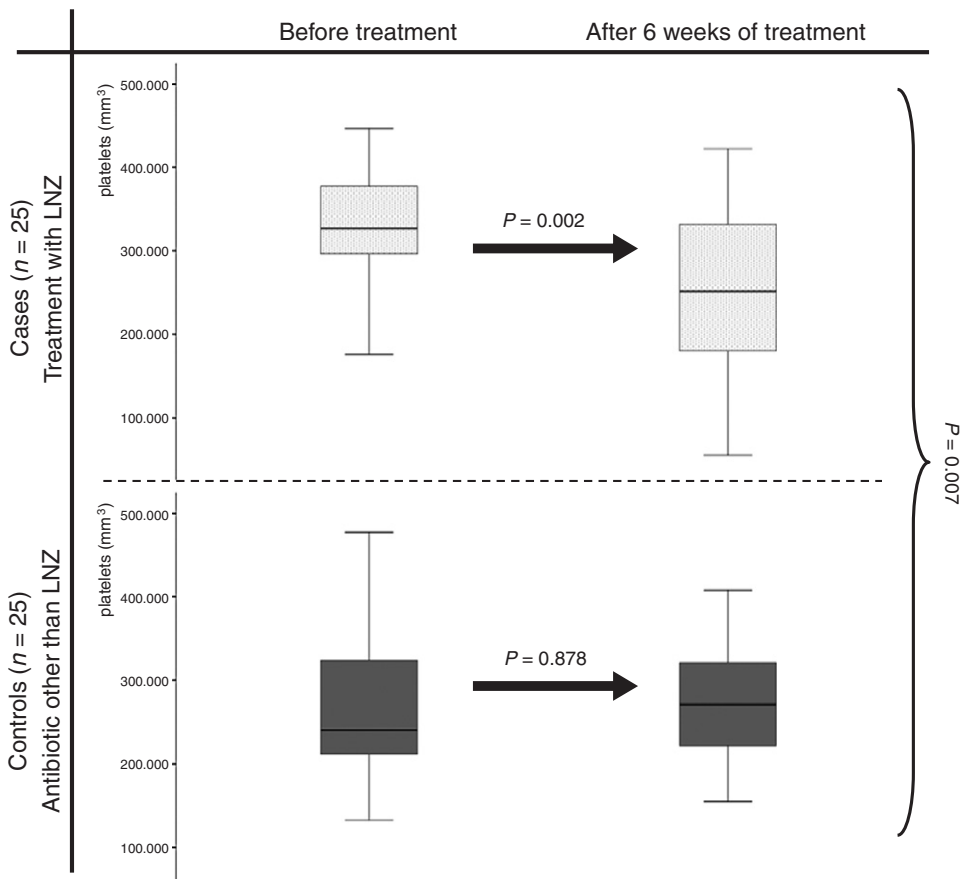 Before treatment
After 6 weeks of treatment
Cases (n = 25)
Treatment with LNZ
platelets (mm³)
500.000
400.000
300.000
200.000
100.000
P = 0.002
P = 0.007
Controls (n = 25)
Antibiotic other than LNZ
platelets (mm³)
500.000
400.000
300.000
200.000
100.000
P = 0.878